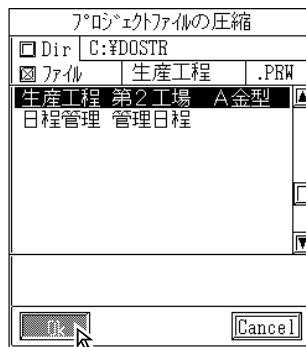 ﾌﾟﾛｼﾞｪｸﾄﾌｧｲﾙの圧縮
Dir C:¥DOSTR
ﾌｧｲﾙ 生産工程 .PRW
生産工程 第２工場　Ａ金型
日程管理 管理日程
Ok Cancel